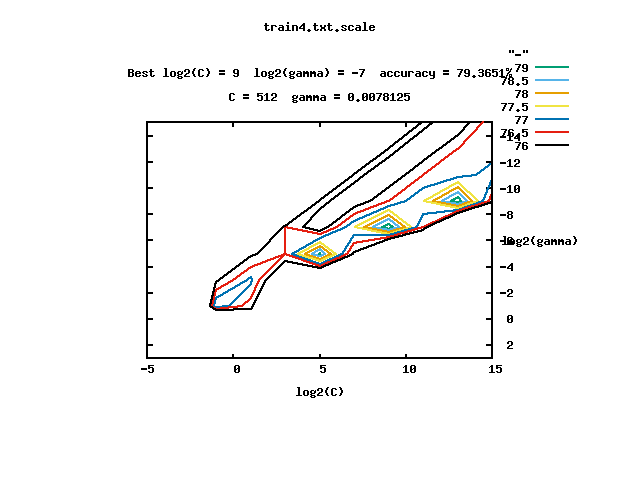 train4.txt.scale
"-"
Best log2(C) = 9  log2(gamma) = -7  accuracy = 79.3651%
C = 512  gamma = 0.0078125
79
78.5
78
77.5
77
76.5
76
-14
-12
-10
-8
-6
log2(gamma)
-4
-2
0
2
-5 0 5 10 15
log2(C)